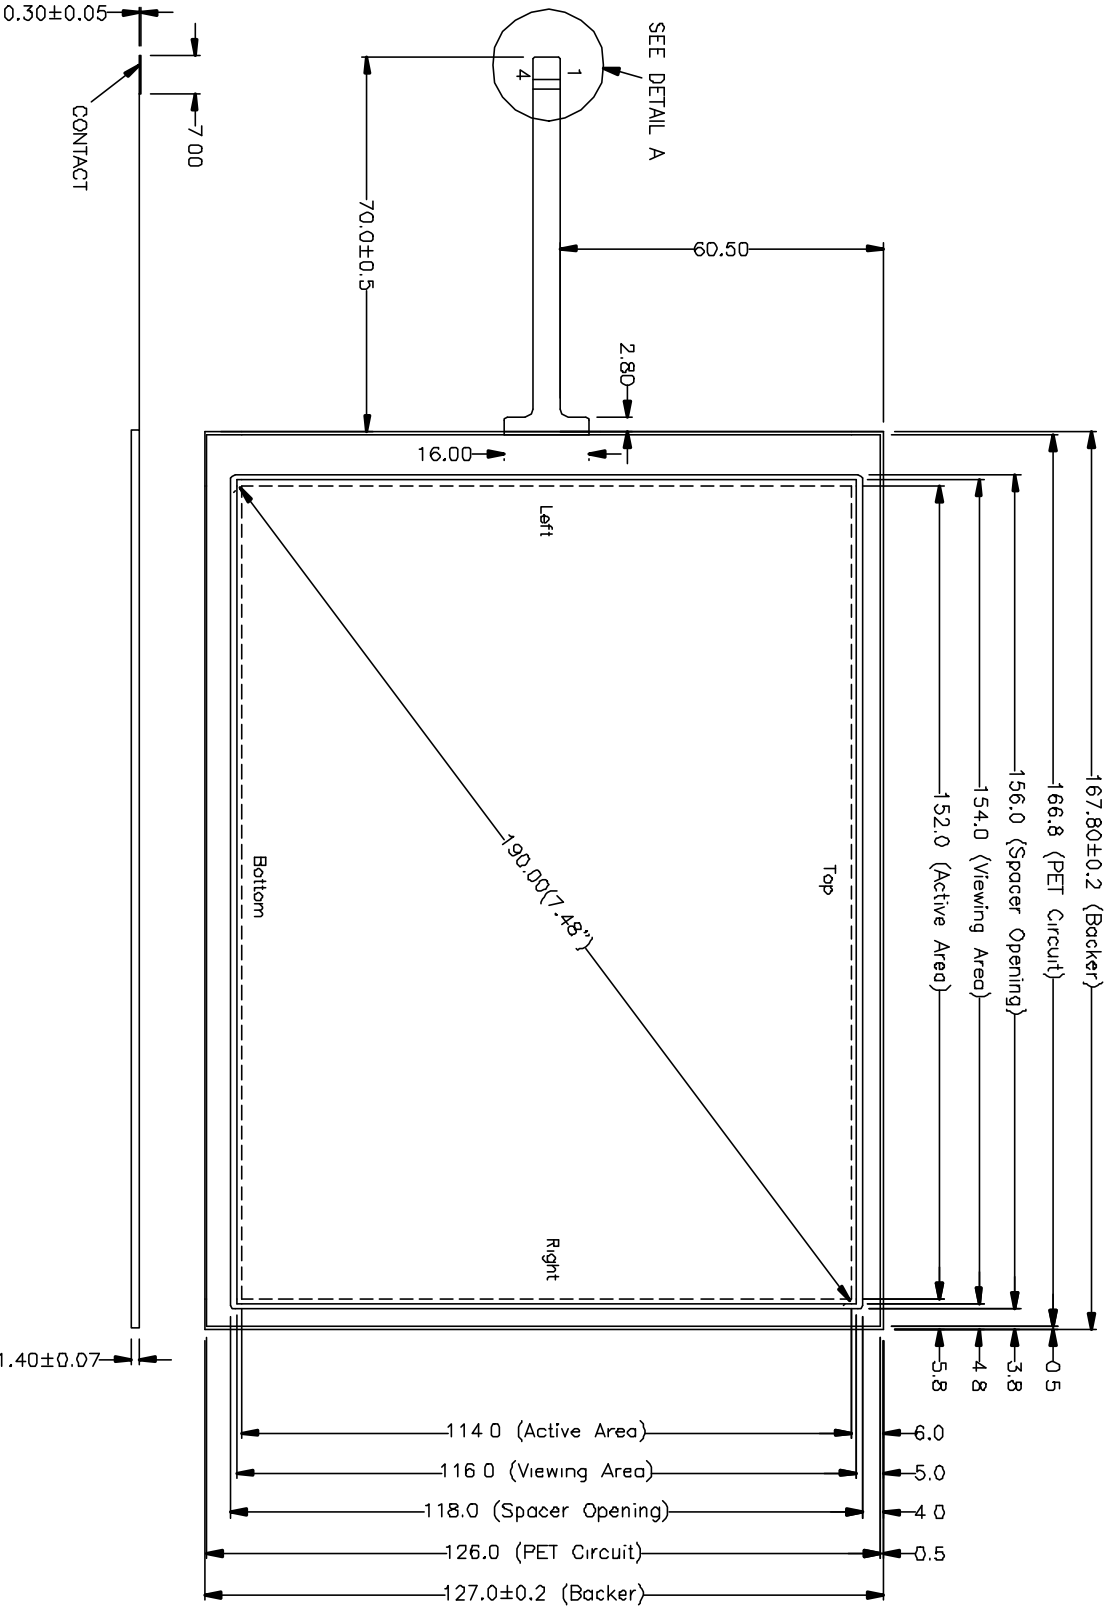 0.30±0.05
7.00
CONTACT
SEE DETAIL A
1
4
70.0±0.5
60.50
2.80
16.00
167.80±0.2 (Backer)
166.8 (PET Circuit)
156.0 (Spacer Opening)
154.0 (Viewing Area)
152.0 (Active Area)
Left
Top
Bottom
Right
190.00(7.48")
0.5
3.8
4.8
5.8
1.40±0.07
114.0 (Active Area)
6.0
116.0 (Viewing Area)
5.0
118.0 (Spacer Opening)
4.0
126.0 (PET Circuit)
0.5
127.0±0.2 (Backer)